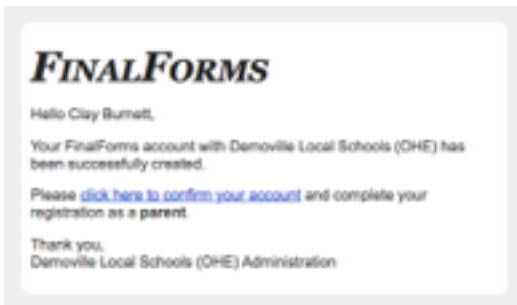 FINALFORMS
Hello Clay Burnett,
Your FinalForms account with Demoville Local Schools (OHE) has
been successfully created.
Please click here to confirm your account and complete your
registration as a parent.
Thank you,
Demoville Local Schools (OHE) Administration